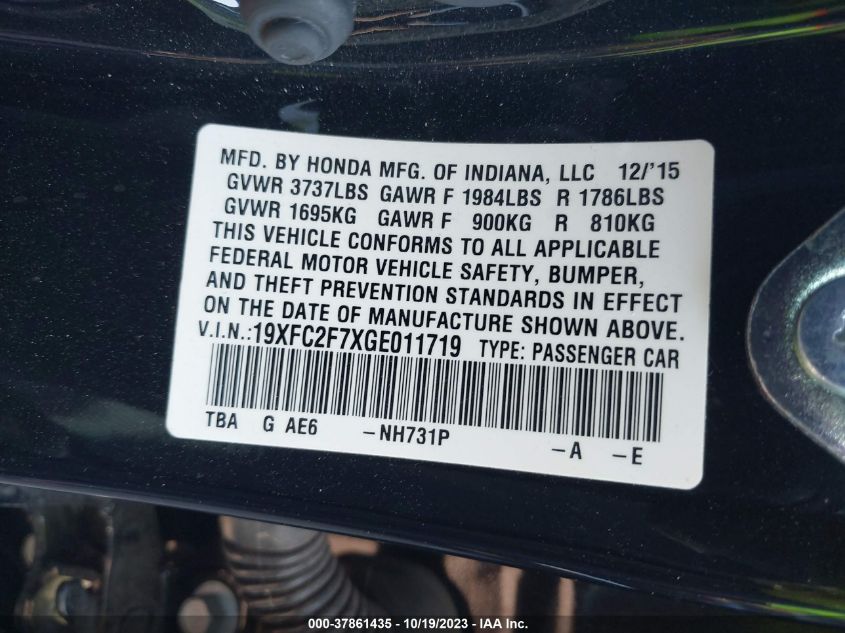 MFD. BY HONDA MFG. OF INDIANA, LLC 12/'15
GVWR 3737LBS GAWR F 1984LBS R 1786LBS
GVWR 1695KG GAWR F 900KG R 810KG
THIS VEHICLE CONFORMS TO ALL APPLICABLE
FEDERAL MOTOR VEHICLE SAFETY, BUMPER,
AND THEFT PREVENTION STANDARDS IN EFFECT
ON THE DATE OF MANUFACTURE SHOWN ABOVE.
V.I.N.:19XFC2F7XGE011719 TYPE: PASSENGER CAR
TBA G AE6 –NH731P –A –E
000-37861435 - 10/19/2023 - IAA Inc.